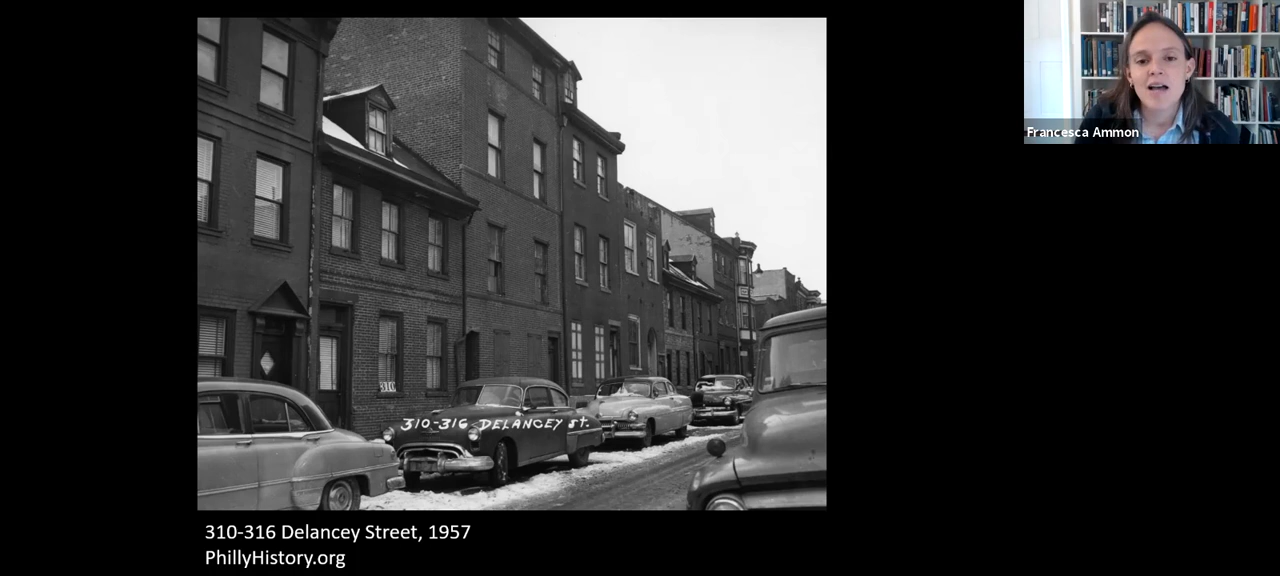 Francesca Ammon
310
310-316 DELANCEY St.
310-316 Delancey Street, 1957
PhillyHistory.org